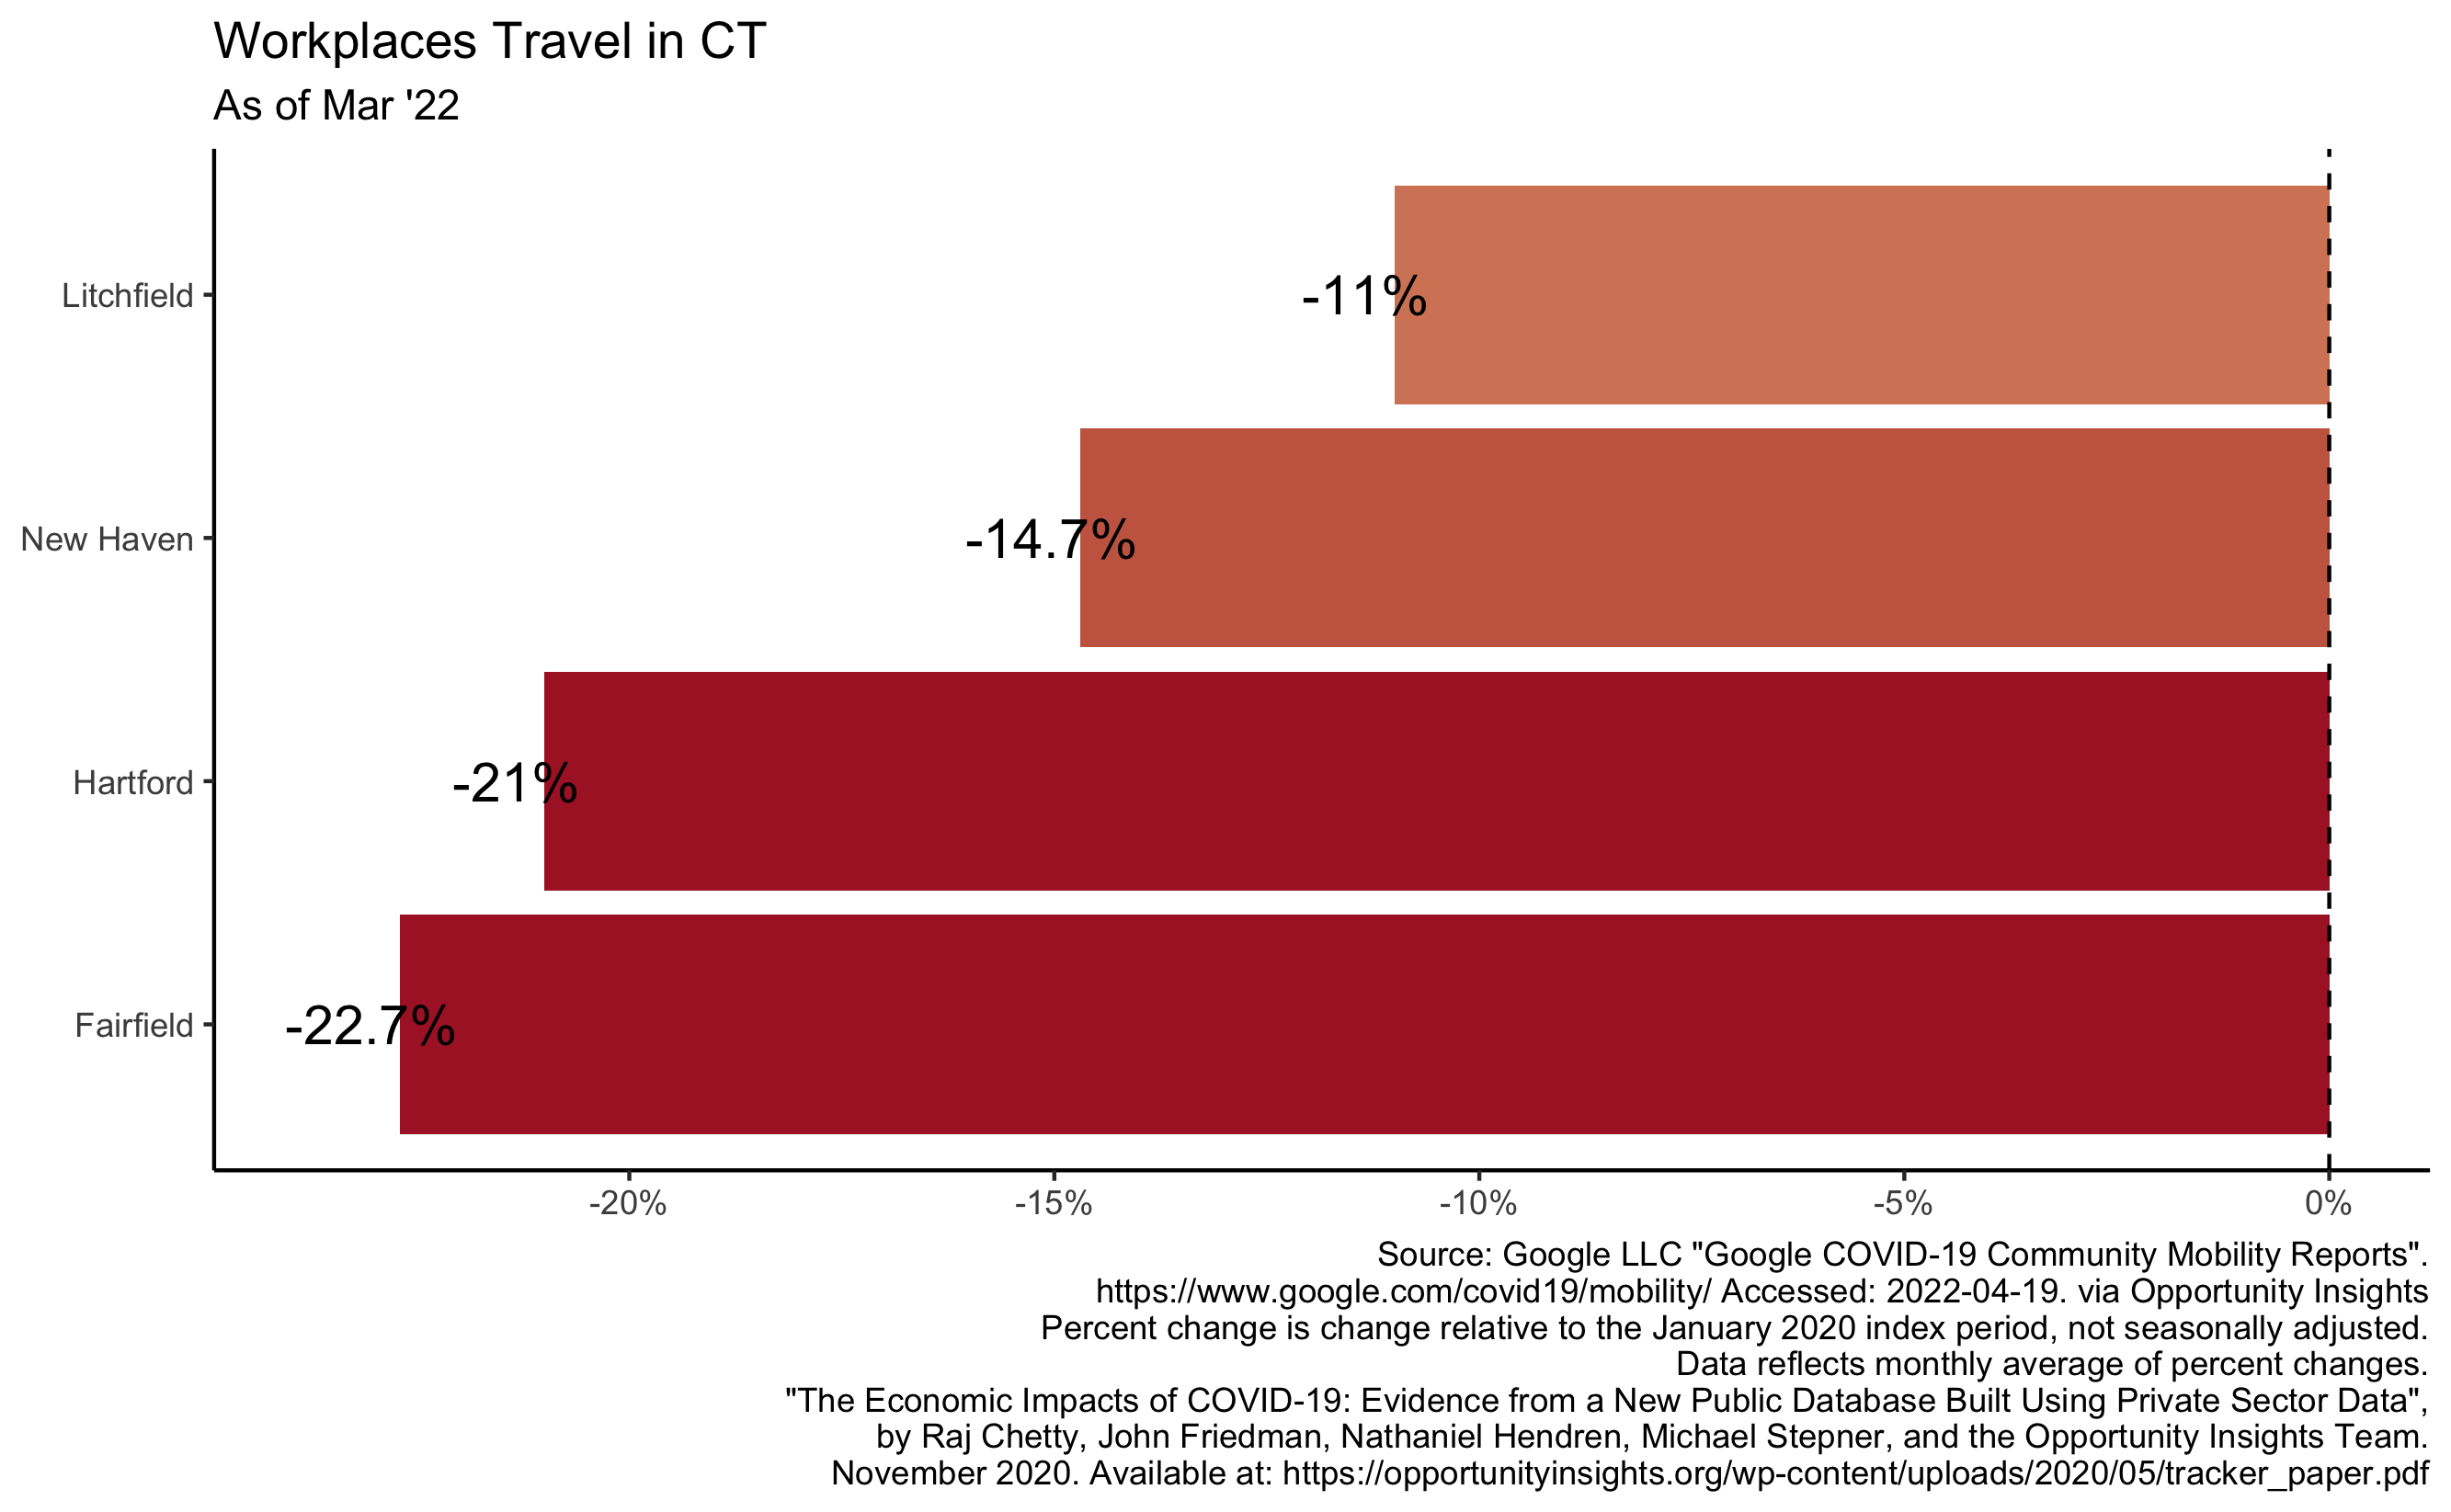 Workplaces Travel in CT
As of Mar '22
Litchfield
-11%
New Haven
-14.7%
Hartford
-21%
Fairfield
-22.7%
-20%
-15%
-10%
-5%
0%
Source: Google LLC "Google COVID-19 Community Mobility Reports".
https://www.google.com/covid19/mobility/ Accessed: 2022-04-19. via Opportunity Insights
Percent change is change relative to the January 2020 index period, not seasonally adjusted.
Data reflects monthly average of percent changes.
"The Economic Impacts of COVID-19: Evidence from a New Public Database Built Using Private Sector Data",
by Raj Chetty, John Friedman, Nathaniel Hendren, Michael Stepner, and the Opportunity Insights Team.
November 2020. Available at: https://opportunityinsights.org/wp-content/uploads/2020/05/tracker_paper.pdf